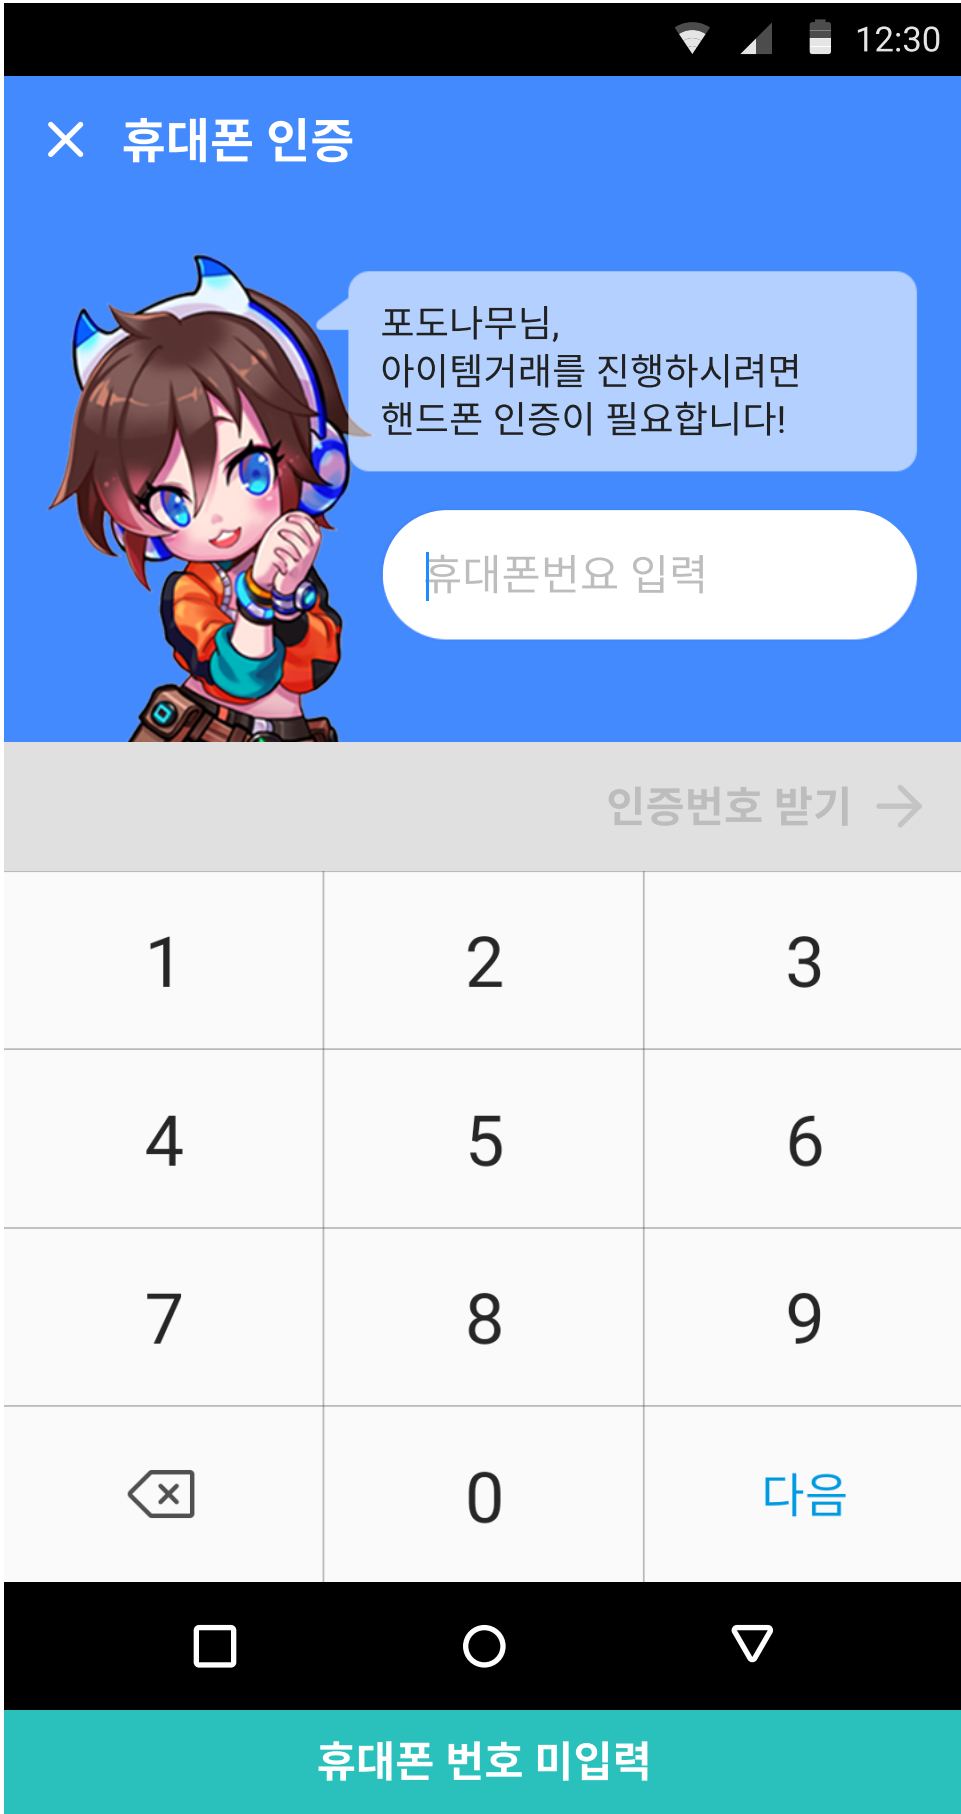 12:30
휴대폰 인증
포도나무님,
아이템거래를 진행하시려면
핸드폰 인증이 필요합니다!
휴대폰번요 입력
인증번호 받기
1 2 3
4 5 6
7 8 9
0 다음
휴대폰 번호 미입력